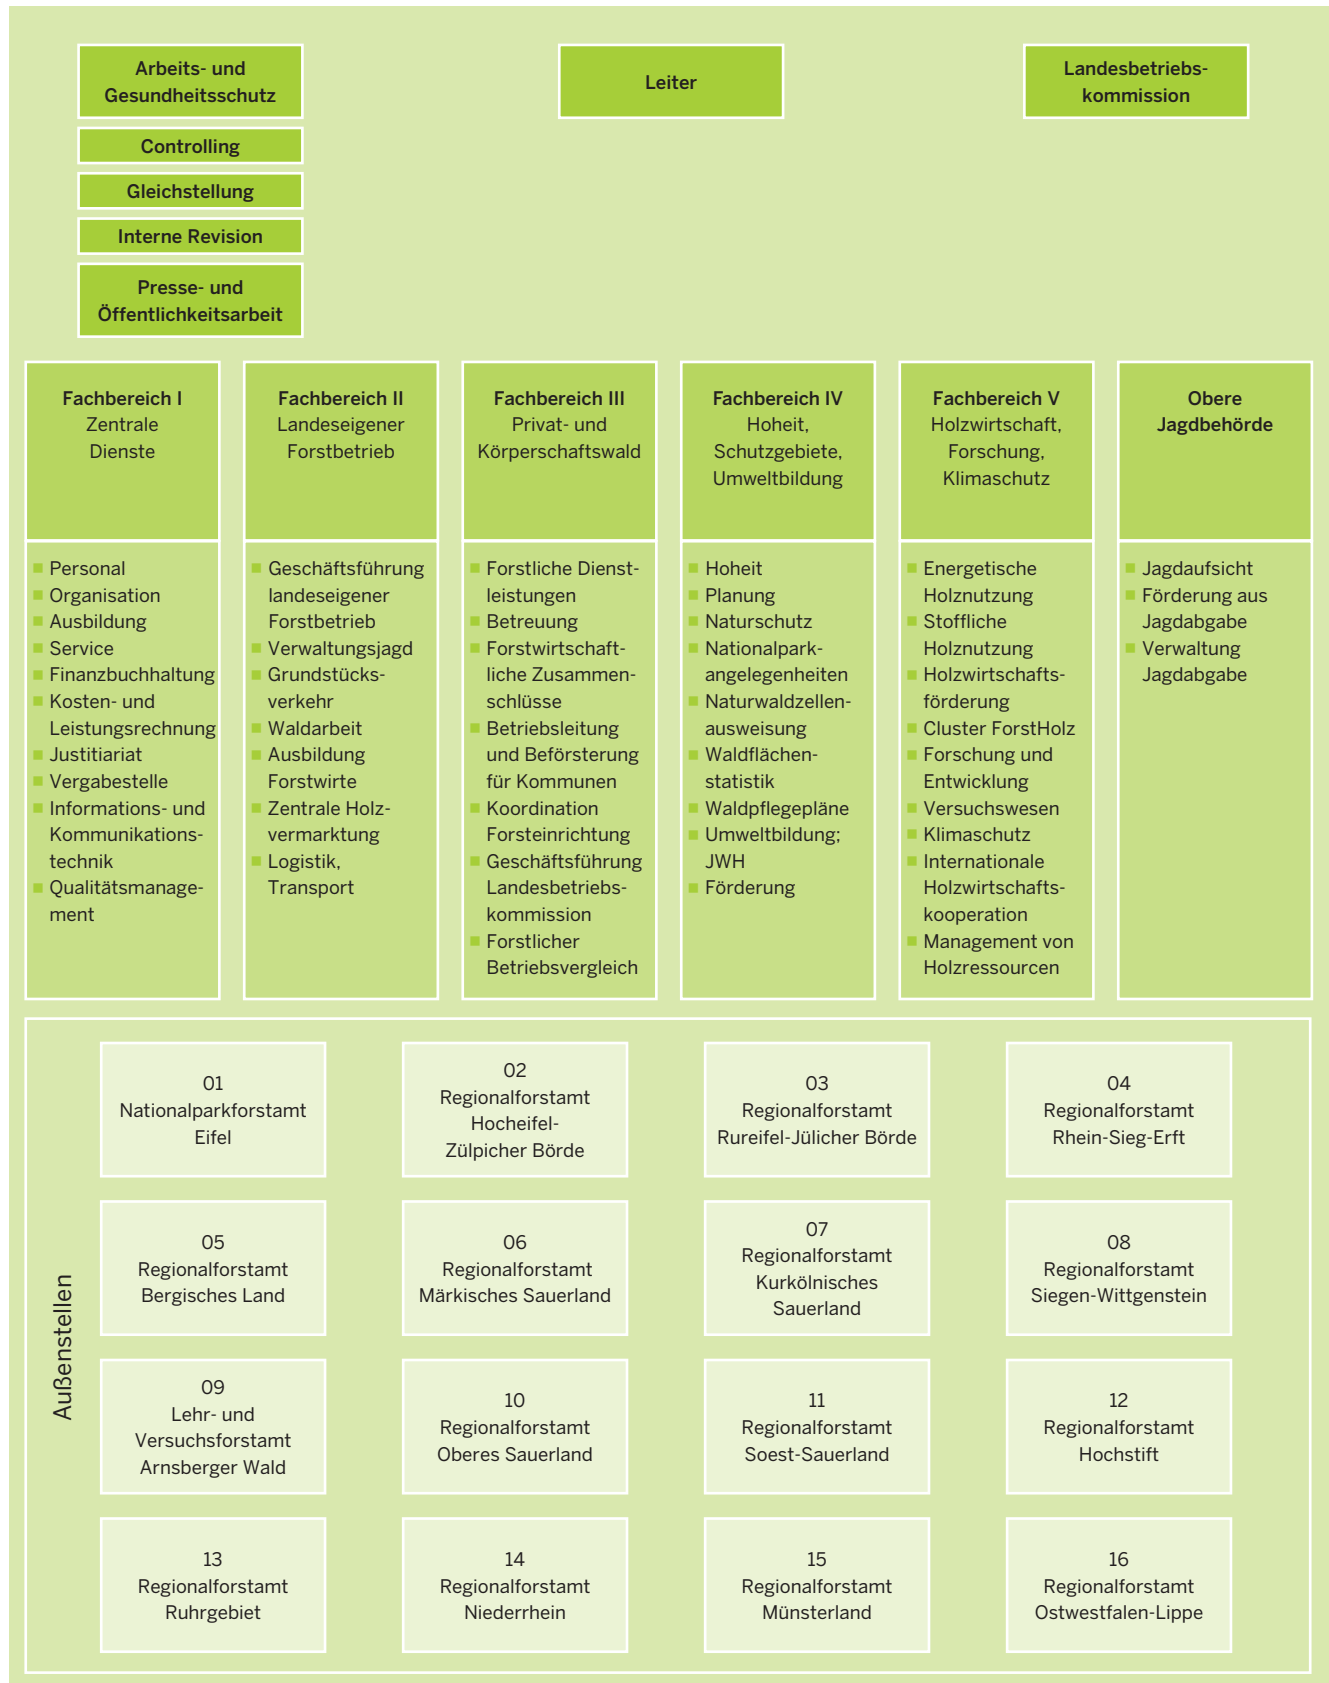 Arbeits- und
Gesundheitsschutz
Controlling
Gleichstellung
Interne Revision
Presse- und
Öffentlichkeitsarbeit
Leiter
Landesbetriebs-
kommission
Fachbereich I
Zentrale
Dienste
Personal
Organisation
Ausbildung
Service
Finanzbuchhaltung
Kosten- und
Leistungsrechnung
Justitiariat
Vergabestelle
Informations- und
Kommunikations-
technik
Qualitätsmanage-
ment
Fachbereich II
Landeseigener
Forstbetrieb
Geschäftsführung
landeseigener
Forstbetrieb
Verwaltungsjagd
Grundstücks-
verkehr
Waldarbeit
Ausbildung
Forstwirte
Zentrale Holz-
vermarktung
Logistik,
Transport
Fachbereich III
Privat- und
Körperschaftswald
Forstliche Dienst-
leistungen
Betreuung
Forstwirtschaft-
liche Zusammen-
schlüsse
Betriebsleitung
und Beförsterung
für Kommunen
Koordination
Forsteinrichtung
Geschäftsführung
Landesbetriebs-
kommission
Forstlicher
Betriebsvergleich
Fachbereich IV
Hoheit,
Schutzgebiete,
Umweltbildung
Hoheit
Planung
Naturschutz
Nationalpark-
angelegenheiten
Naturwaldzellen-
ausweisung
Waldflächen-
statistik
Waldpflegepläne
Umweltbildung;
JWH
Förderung
Fachbereich V
Holzwirtschaft,
Forschung,
Klimaschutz
Energetische
Holznutzung
Stoffliche
Holznutzung
Holzwirtschafts-
förderung
Cluster ForstHolz
Forschung und
Entwicklung
Versuchswesen
Klimaschutz
Internationale
Holzwirtschafts-
kooperation
Management von
Holzressourcen
Obere
Jagdbehörde
Jagdaufsicht
Förderung aus
Jagdabgabe
Verwaltung
Jagdabgabe
Außenstellen
01
Nationalparkforstamt
Eifel
02
Regionalforstamt
Hocheifel-
Zülpicher Börde
03
Regionalforstamt
Rureifel-Jülicher Börde
04
Regionalforstamt
Rhein-Sieg-Erft
05
Regionalforstamt
Bergisches Land
06
Regionalforstamt
Märkisches Sauerland
07
Regionalforstamt
Kurkölnisches
Sauerland
08
Regionalforstamt
Siegen-Wittgenstein
09
Lehr- und
Versuchsforstamt
Arnsberger Wald
10
Regionalforstamt
Oberes Sauerland
11
Regionalforstamt
Soest-Sauerland
12
Regionalforstamt
Hochstift
13
Regionalforstamt
Ruhrgebiet
14
Regionalforstamt
Niederrhein
15
Regionalforstamt
Münsterland
16
Regionalforstamt
Ostwestfalen-Lippe